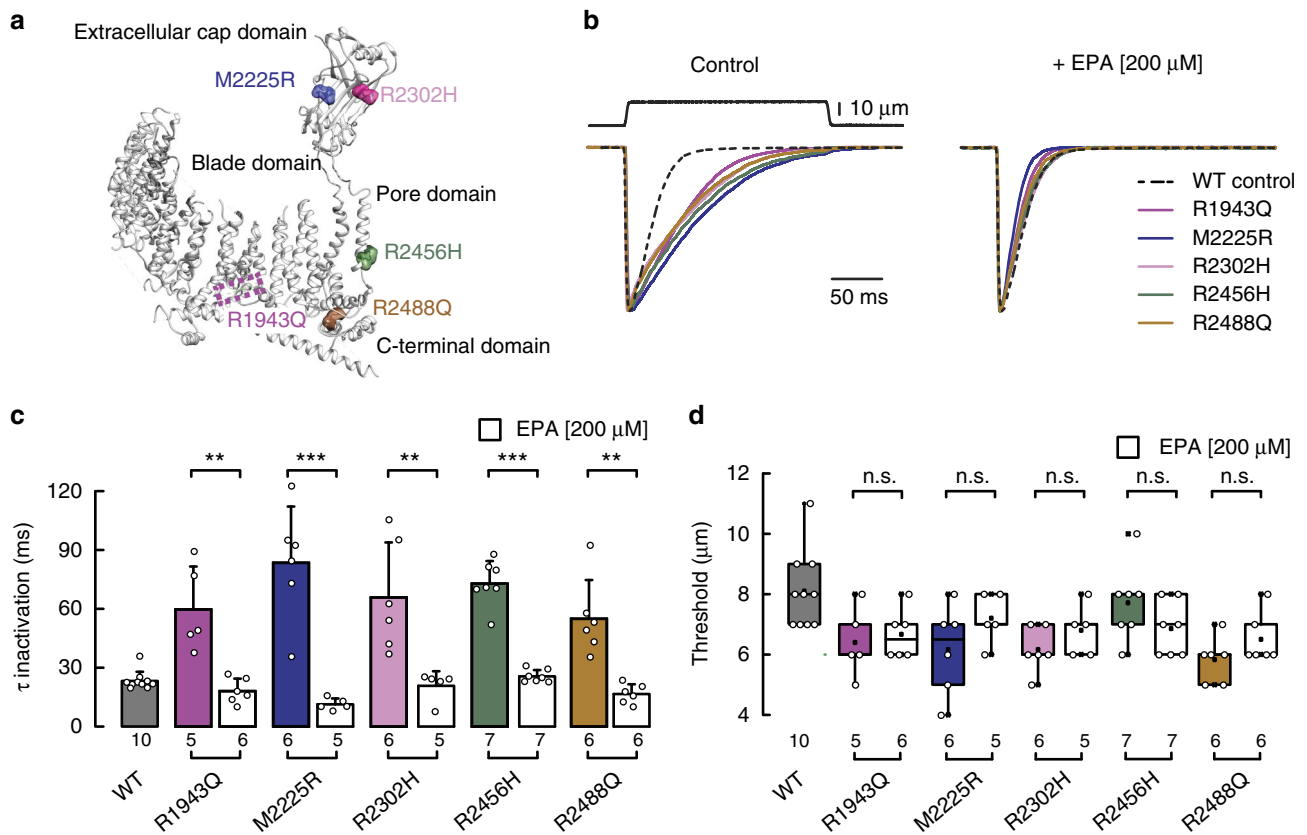 a
Extracellular cap domain
M2225R
R2302H
Blade domain
Pore domain
R2456H
R1943Q
R2488Q
C-terminal domain
b
Control
+ EPA [200 μM]
10 μm
50 ms
WT control
R1943Q
M2225R
R2302H
R2456H
R2488Q
c
EPA [200 μM]
** *** ** *** **
τ inactivation (ms)
120
90
60
30
0
10 5 6 6 5 6 5 7 7 6 6
WT R1943Q M2225R R2302H R2456H R2488Q
d
EPA [200 μM]
n.s. n.s. n.s. n.s. n.s.
Threshold (μm)
12
10
8
6
4
10 5 6 6 5 6 5 7 7 6 6
WT R1943Q M2225R R2302H R2456H R2488Q